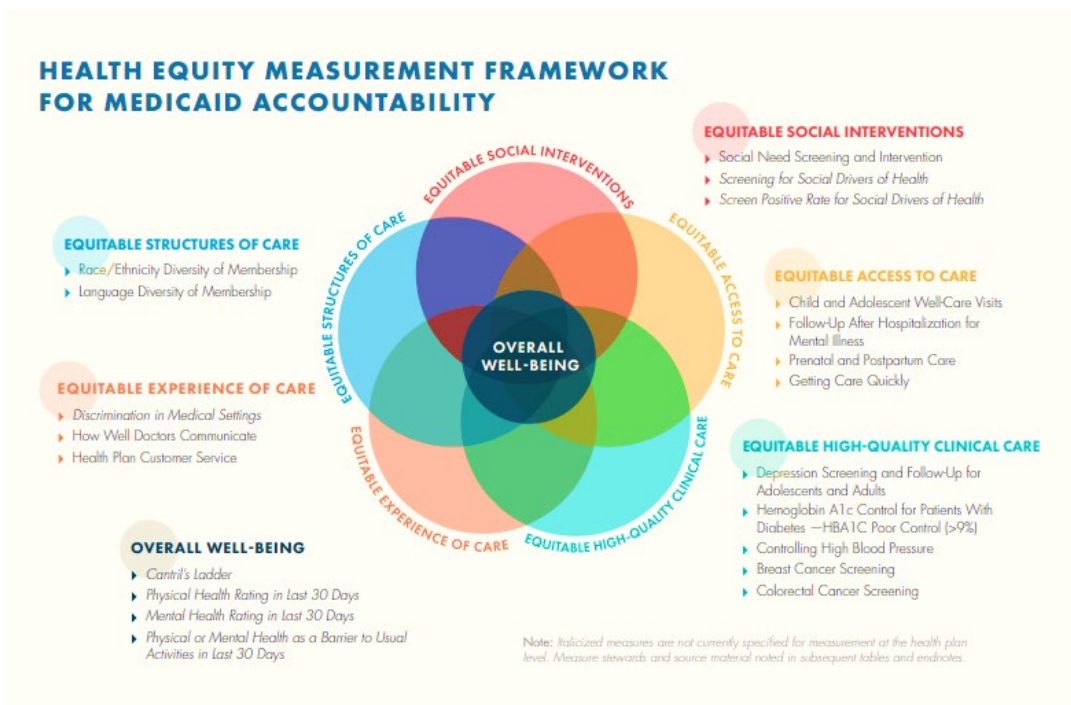 HEALTH EQUITY MEASUREMENT FRAMEWORK
FOR MEDICAID ACCOUNTABILITY
EQUITABLE SOCIAL INTERVENTIONS
Social Need Screening and Intervention
Screening for Social Drivers of Health
Screen Positive Rate for Social Drivers of Health
EQUITABLE STRUCTURES OF CARE
Race/Ethnicity Diversity of Membership
Language Diversity of Membership
EQUITABLE ACCESS TO CARE
Child and Adolescent Well-Care Visits
Follow-Up After Hospitalization for
Mental Illness
Prenatal and Postpartum Care
Getting Care Quickly
EQUITABLE EXPERIENCE OF CARE
Discrimination in Medical Settings
How Well Doctors Communicate
Health Plan Customer Service
EQUITABLE HIGH-QUALITY CLINICAL CARE
Depression Screening and Follow-Up for
Adolescents and Adults
Hemoglobin A1c Control for Patients With
Diabetes —HBA1C Poor Control (>9%)
Controlling High Blood Pressure
Breast Cancer Screening
Colorectal Cancer Screening
OVERALL WELL-BEING
Cantril's Ladder
Physical Health Rating in Last 30 Days
Mental Health Rating in Last 30 Days
Physical or Mental Health as a Barrier to Usual
Activities in Last 30 Days
EQUITABLE SOCIAL INTERVENTIONS
EQUITABLE ACCESS TO CARE
EQUITABLE HIGH-QUALITY CLINICAL CARE
EQUITABLE EXPERIENCE OF CARE
EQUITABLE STRUCTURES OF CARE
OVERALL
WELL-BEING
Note: Italicized measures are not currently specified for measurement at the health plan
level. Measure stewards and source material noted in subsequent tables and endnotes.